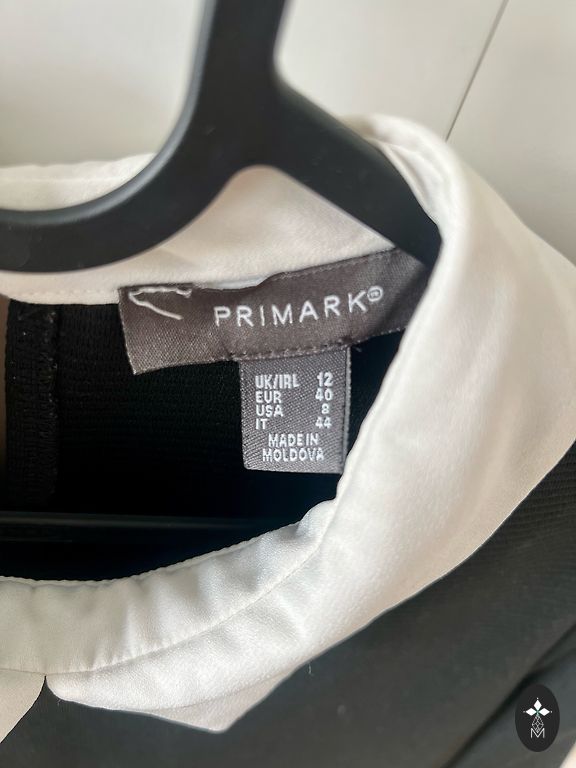 PRIMARK®
UK/IRL 12
EUR 40
USA 8
IT 44
MADE IN
MOLDOVA
M